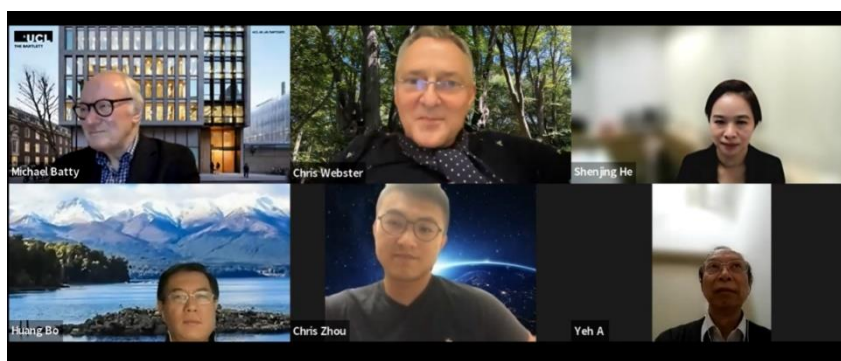 UCL
THE BARTLETT
Michael Batty
Chris Webster
Shenjing He
Huang Bo
Chris Zhou
Yeh A